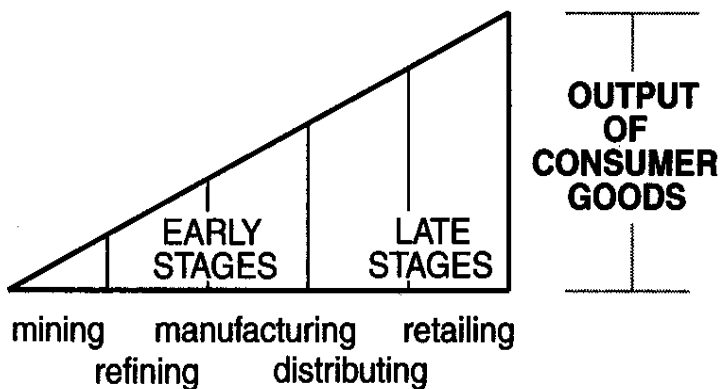 EARLY
STAGES
LATE
STAGES
OUTPUT
OF
CONSUMER
GOODS
mining manufacturing retailing
refining distributing